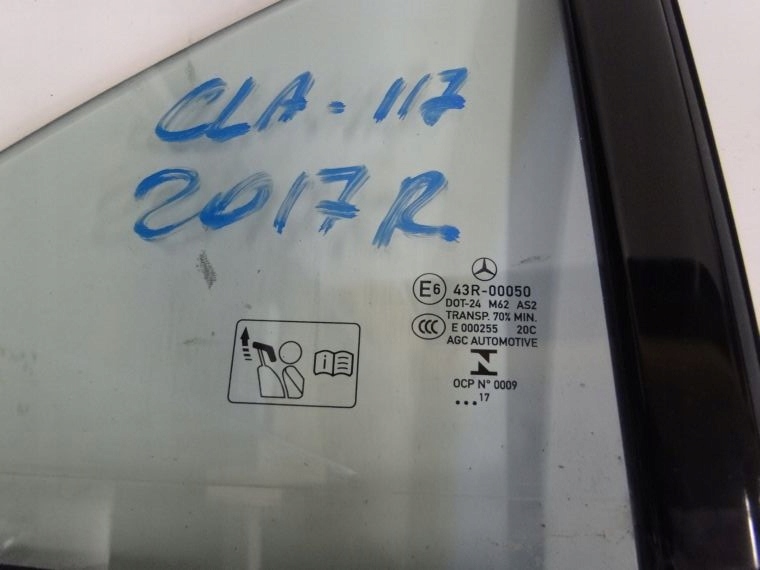 CLA-117
2017R
E6 43R-00050
DOT-24 M62 AS2
TRANSP. 70% MIN.
CCC E 000255 20C
AGC AUTOMOTIVE
OCP N° 0009
...17
i